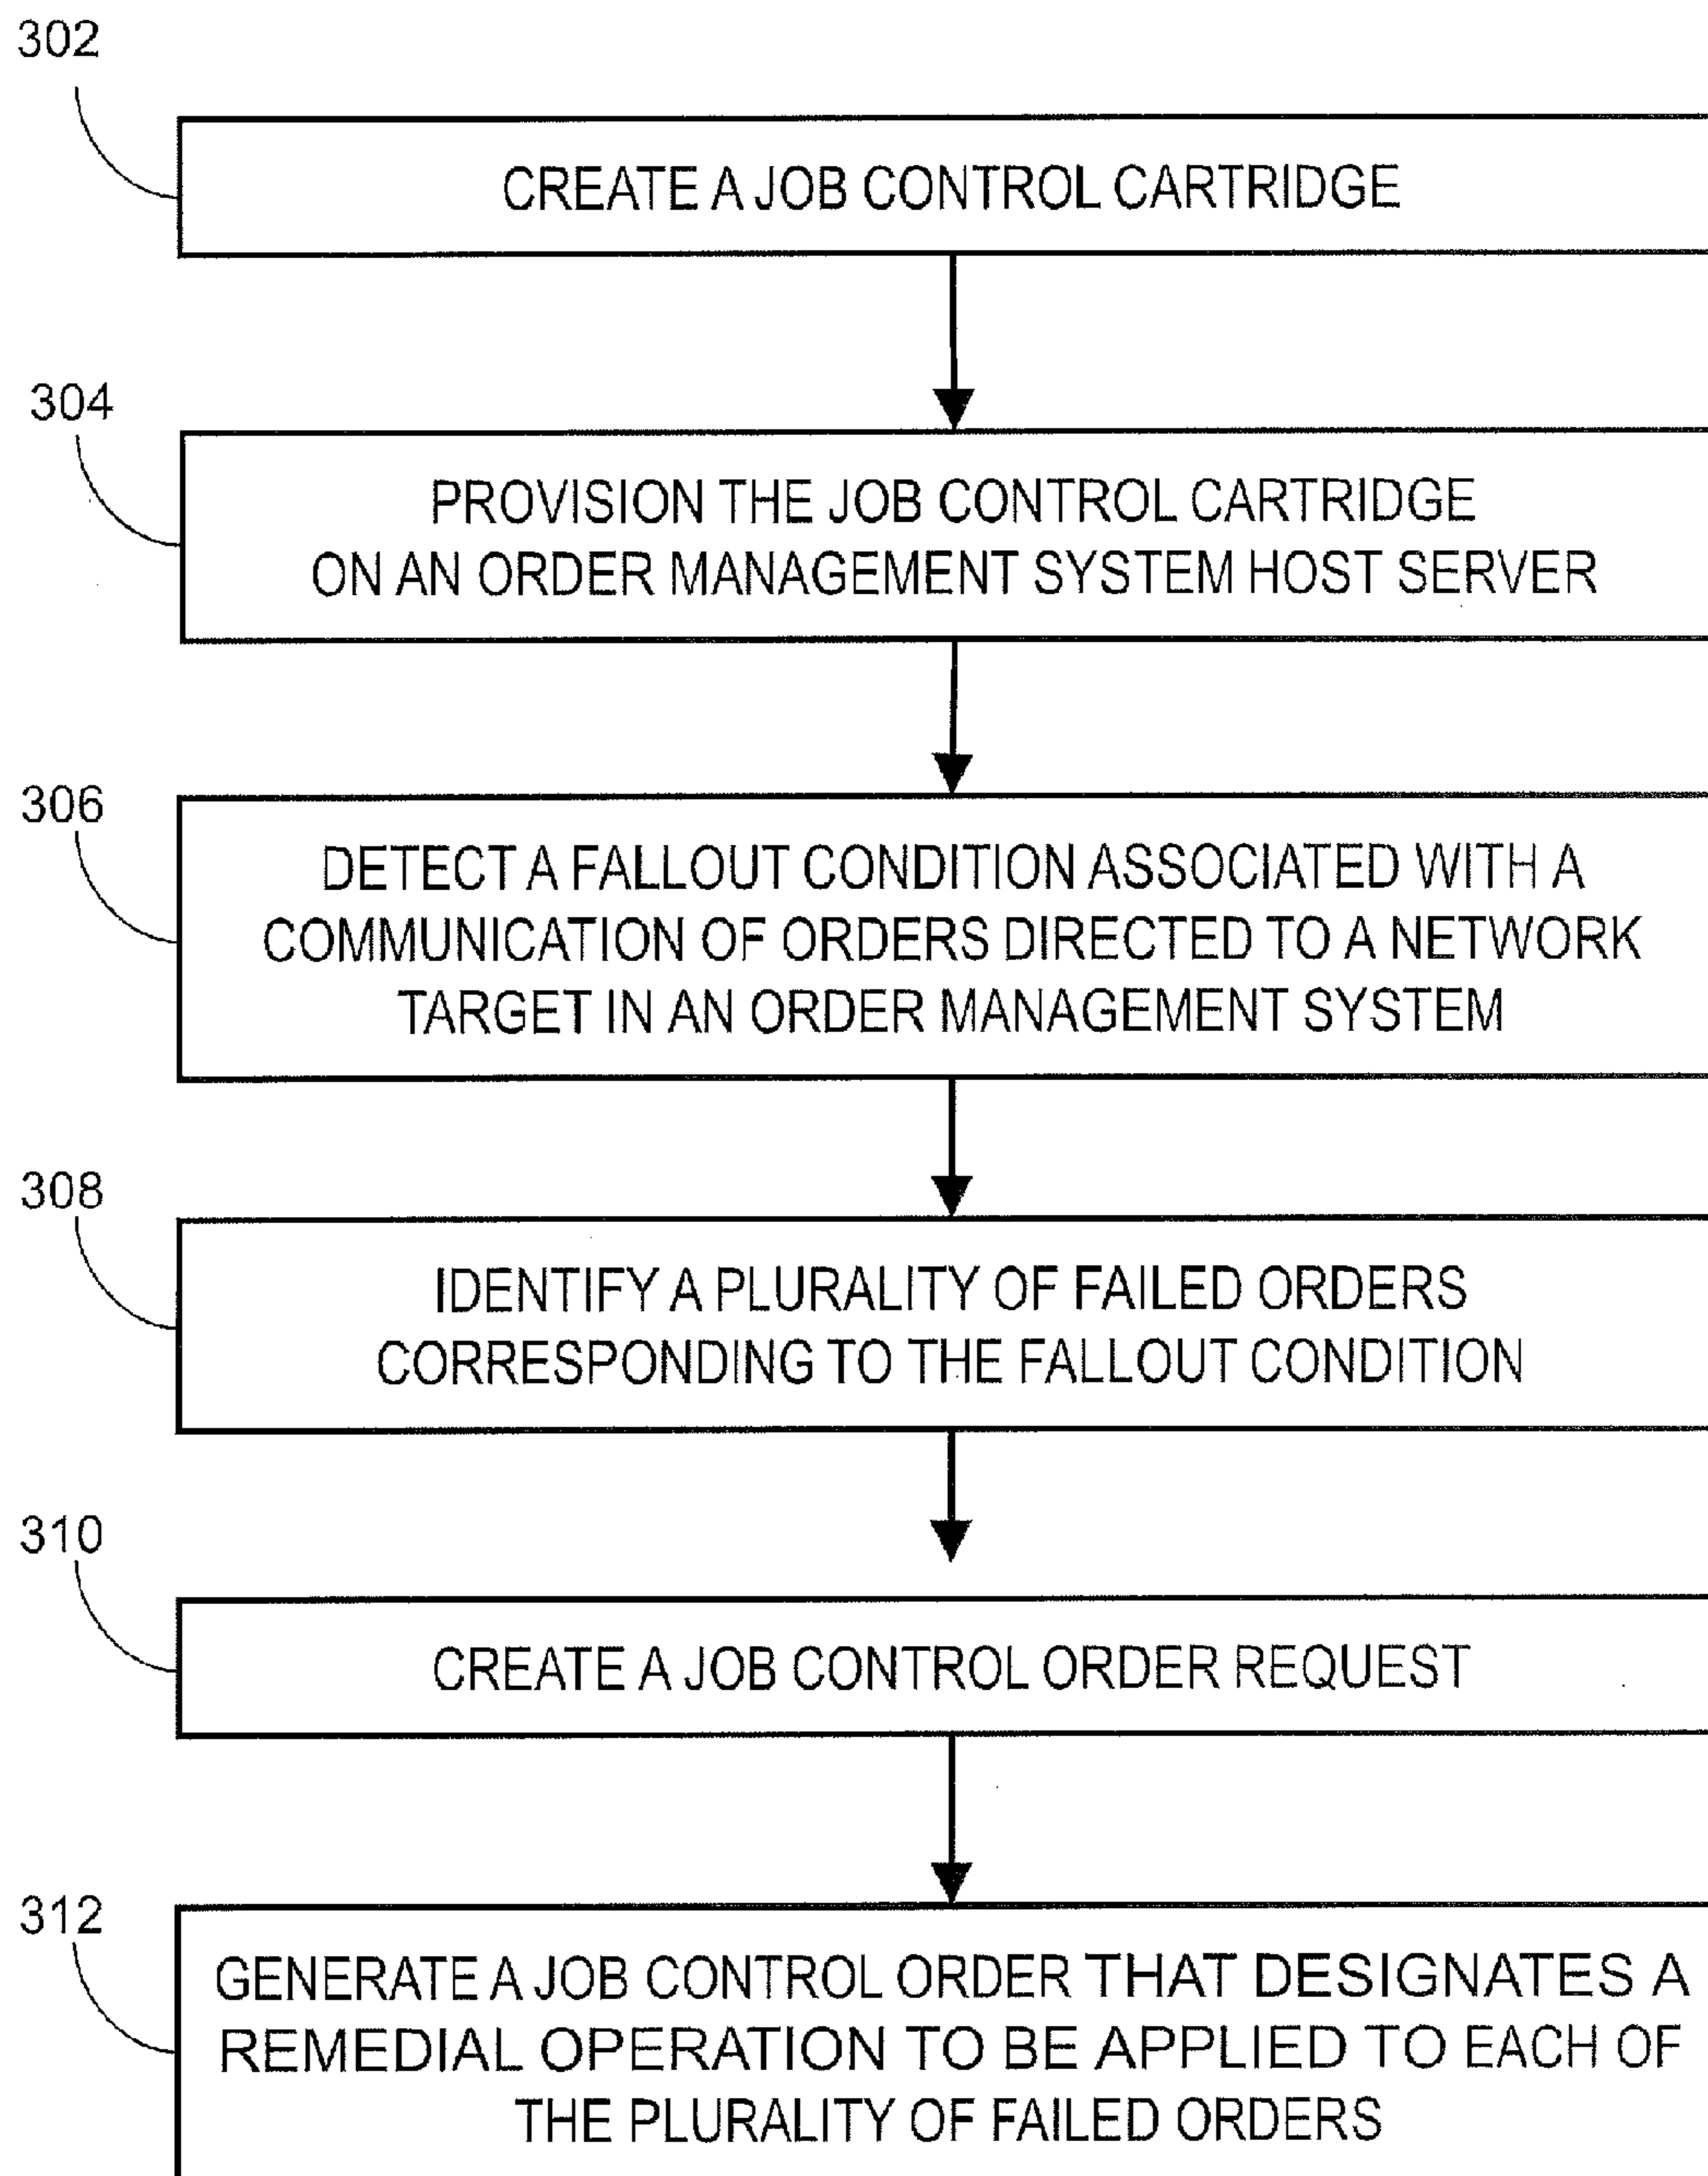 302
CREATE A JOB CONTROL CARTRIDGE
304
PROVISION THE JOB CONTROL CARTRIDGE
ON AN ORDER MANAGEMENT SYSTEM HOST SERVER
306
DETECT A FALLOUT CONDITION ASSOCIATED WITH A
COMMUNICATION OF ORDERS DIRECTED TO A NETWORK
TARGET IN AN ORDER MANAGEMENT SYSTEM
308
IDENTIFY A PLURALITY OF FAILED ORDERS
CORRESPONDING TO THE FALLOUT CONDITION
310
CREATE A JOB CONTROL ORDER REQUEST
312
GENERATE A JOB CONTROL ORDER THAT DESIGNATES A
REMEDIAL OPERATION TO BE APPLIED TO EACH OF
THE PLURALITY OF FAILED ORDERS